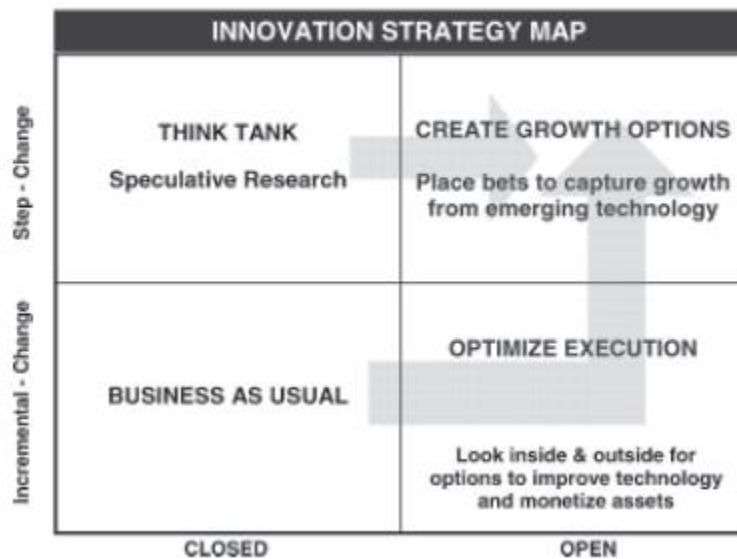 INNOVATION STRATEGY MAP
Step - Change
THINK TANK
Speculative Research
CREATE GROWTH OPTIONS
Place bets to capture growth
from emerging technology
Incremental - Change
BUSINESS AS USUAL
OPTIMIZE EXECUTION
Look inside & outside for
options to improve technology
and monetize assets
CLOSED
OPEN